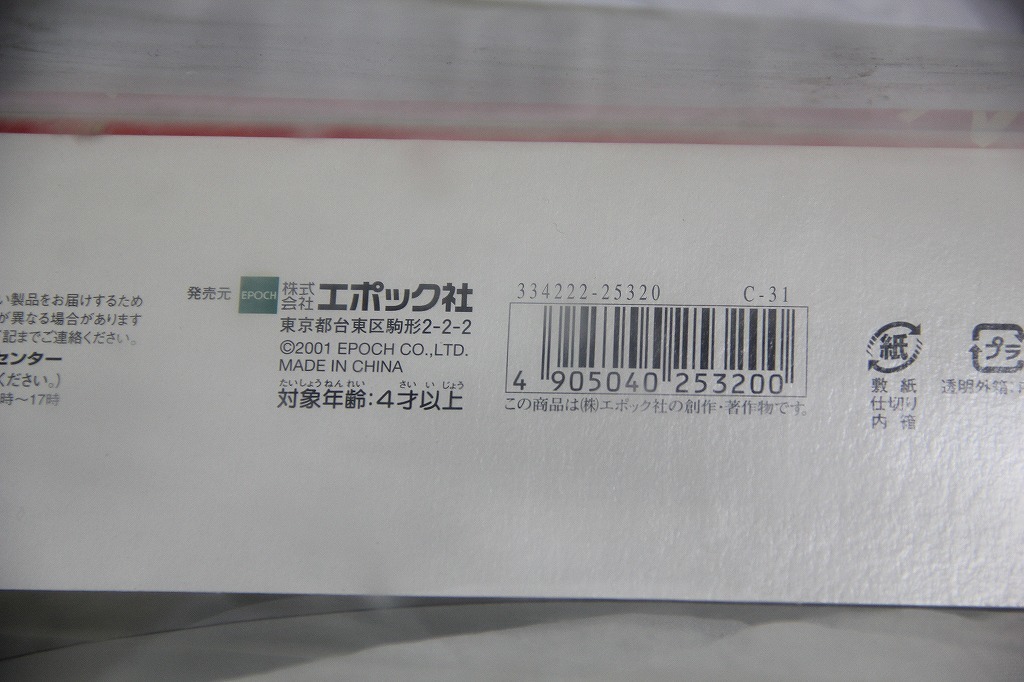 い製品をお届けするため
が異なる場合があります
記までご連絡ください。
センター
ください。)
時～17時
発売元 EPOCH 株式会社 エポック社
東京都台東区駒形2-2-2
©2001 EPOCH CO.,LTD.
MADE IN CHINA
たいしょうねんれい さいいじょう
対象年齢:4才以上
334222-25320 C-31
4 905040 253200
この商品は(株)エポック社の創作・著作物です。
紙
敷 紙
仕切り
内 箱
プラ
透明外箱: